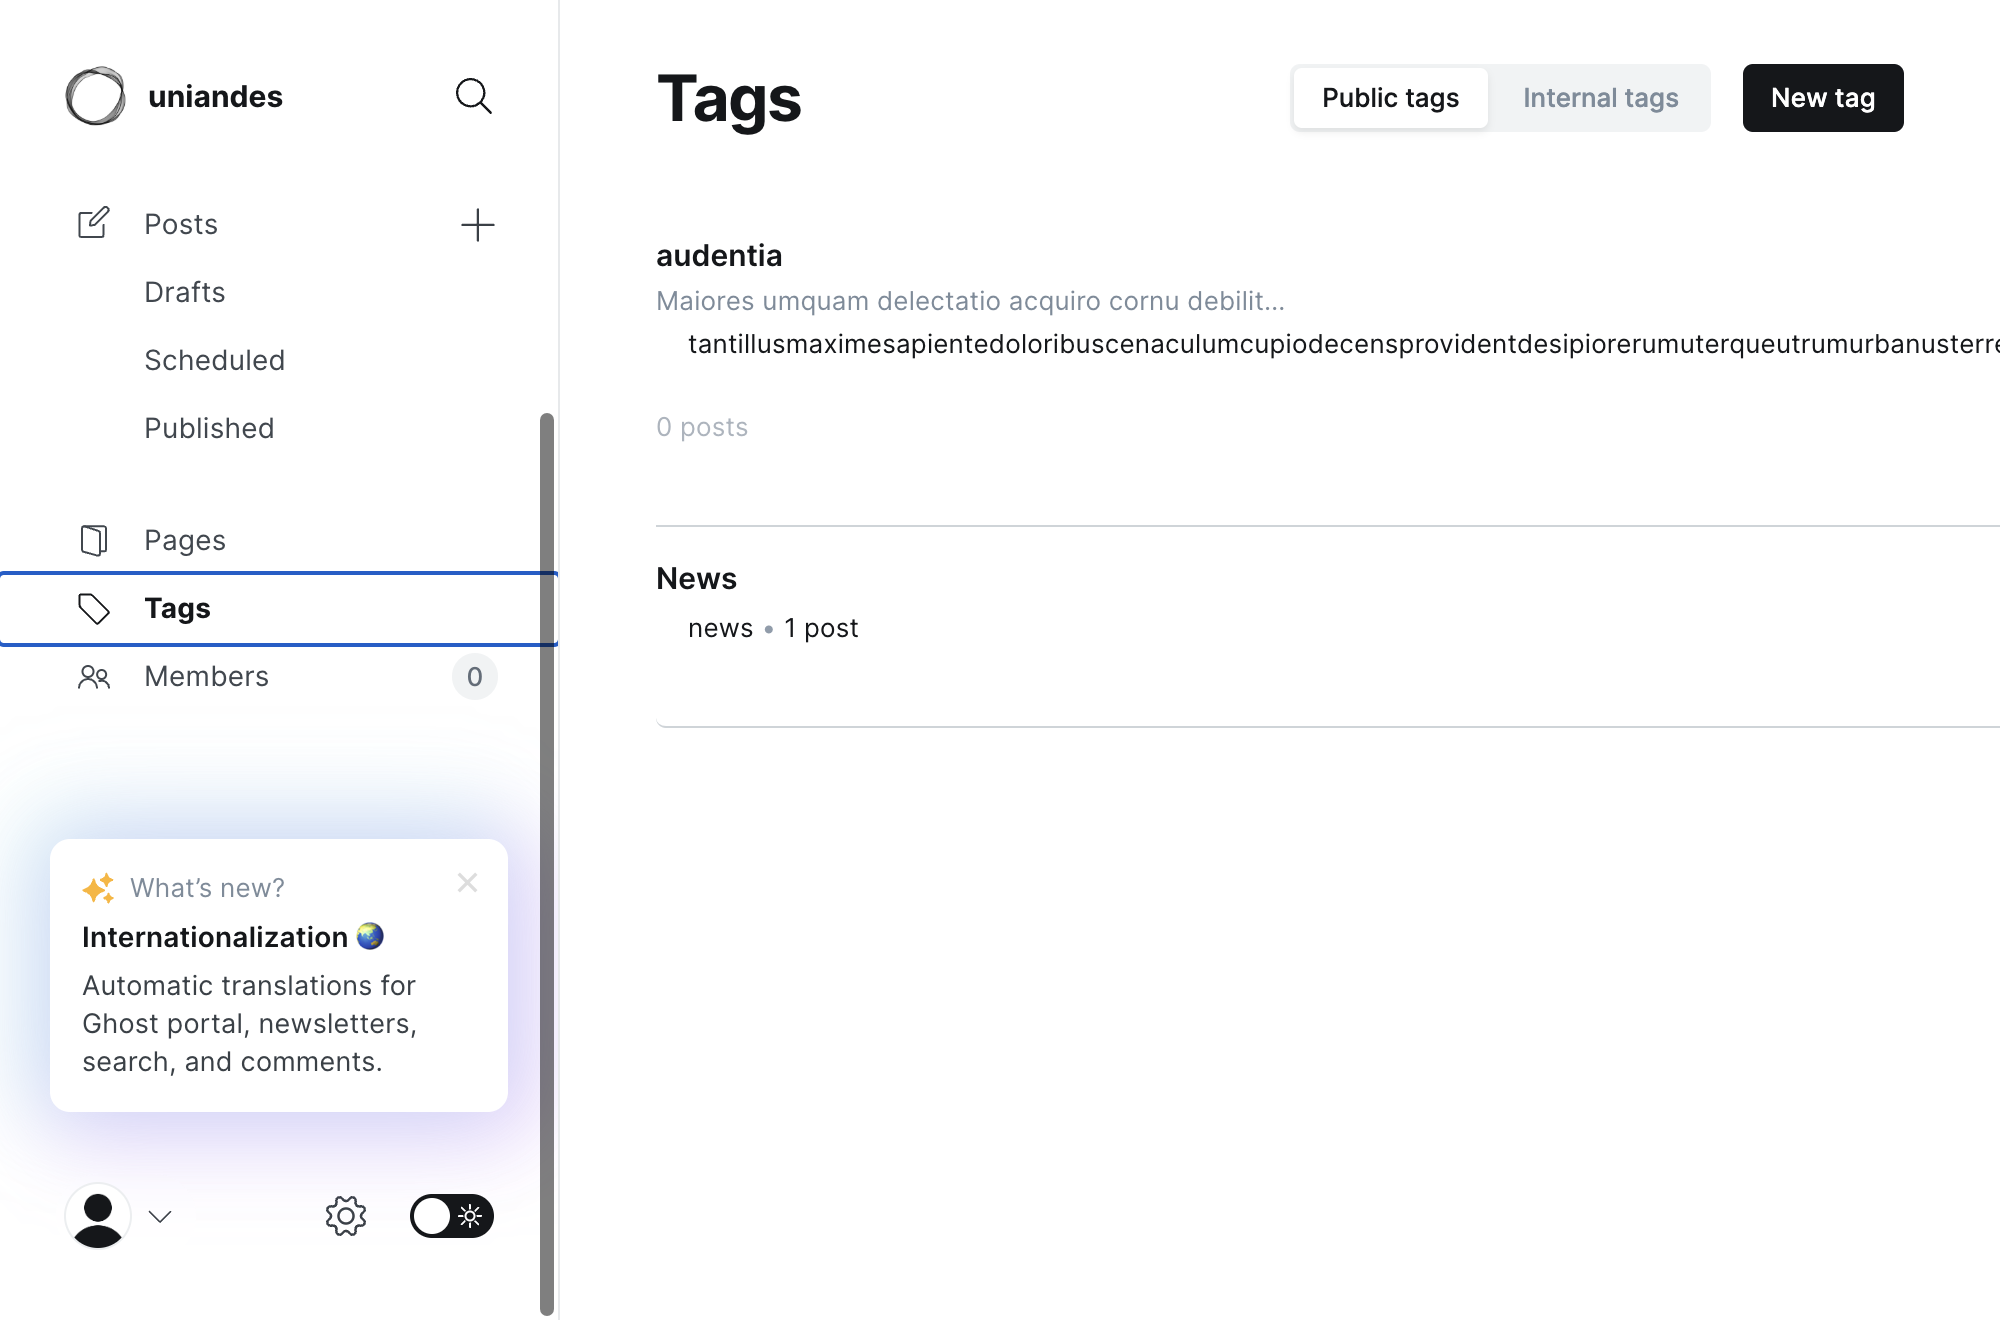 uniandes
Posts
Drafts
Scheduled
Published
Pages
Tags
Members
0
What’s new?
Internationalization
Automatic translations for
Ghost portal, newsletters,
search, and comments.
Tags
Public tags
Internal tags
New tag
audentia
Maiores umquam delectatio acquiro cornu debilit...
tantillusmaximesapientedoloribuscenaculumcupiodecensprovidentdesipiorerumuterqueutrumurbanusterre
0 posts
News
news • 1 post